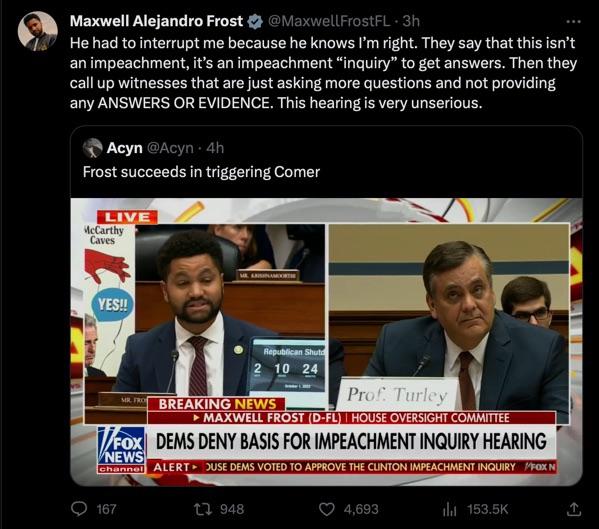 Maxwell Alejandro Frost @MaxwellFrostFL · 3h
He had to interrupt me because he knows I’m right. They say that this isn’t
an impeachment, it’s an impeachment “inquiry” to get answers. Then they
call up witnesses that are just asking more questions and not providing
any ANSWERS OR EVIDENCE. This hearing is very unserious.
Acyn @Acyn · 4h
Frost succeeds in triggering Comer
LIVE
McCarthy
Caves
YES!!
MR. KRISHNAMOORTHI
Republican Shutd
2 10 24
October 1, 2023
MR. FROS
Prof. Turley
BREAKING NEWS
MAXWELL FROST (D-FL) | HOUSE OVERSIGHT COMMITTEE
DEMS DENY BASIS FOR IMPEACHMENT INQUIRY HEARING
FOX
NEWS
channel
ALERT OUSE DEMS VOTED TO APPROVE THE CLINTON IMPEACHMENT INQUIRY FOX N
167 948 4,693 153.5K